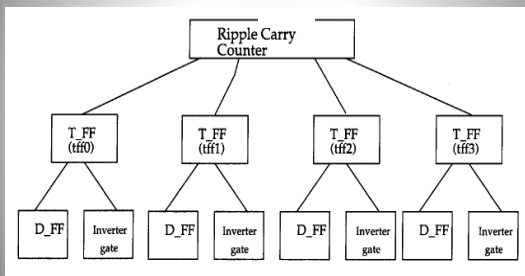 Ripple Carry
Counter
T_FF
(tff0)
T_FF
(tff1)
T_FF
(tff2)
T_FF
(tff3)
D_FF
Inverter
gate
D_FF
Inverter
gate
D_FF
Inverter
gate
D_FF
Inverter
gate